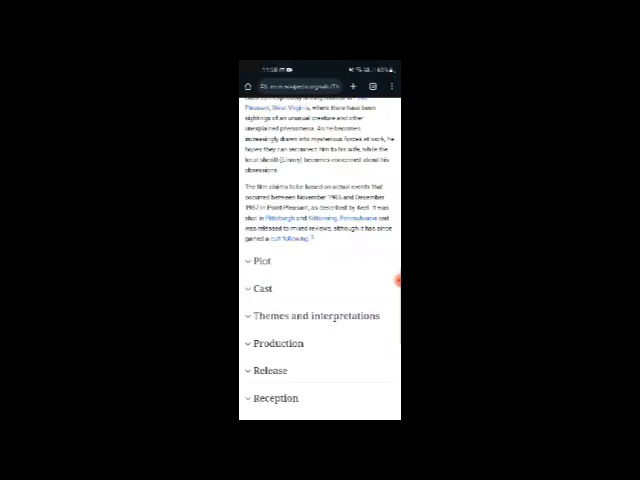 11:58
Pleasant, West Virginia, where there have been
sightings of an unusual creature and other
unexplained phenomena. As he becomes
increasingly drawn into mysterious forces at work, he
hopes they can reconnect him to his wife, while the
local sheriff (Linney) becomes concerned about his
obsessions.
The film claims to be based on actual events that
occurred between November 1966 and December
1967 in Point Pleasant, as described by Keel. It was
shot in Pittsburgh and Kittanning, Pennsylvania and
was released to mixed reviews, although it has since
gained a cult following.
Plot
Cast
Themes and interpretations
Production
Release
Reception